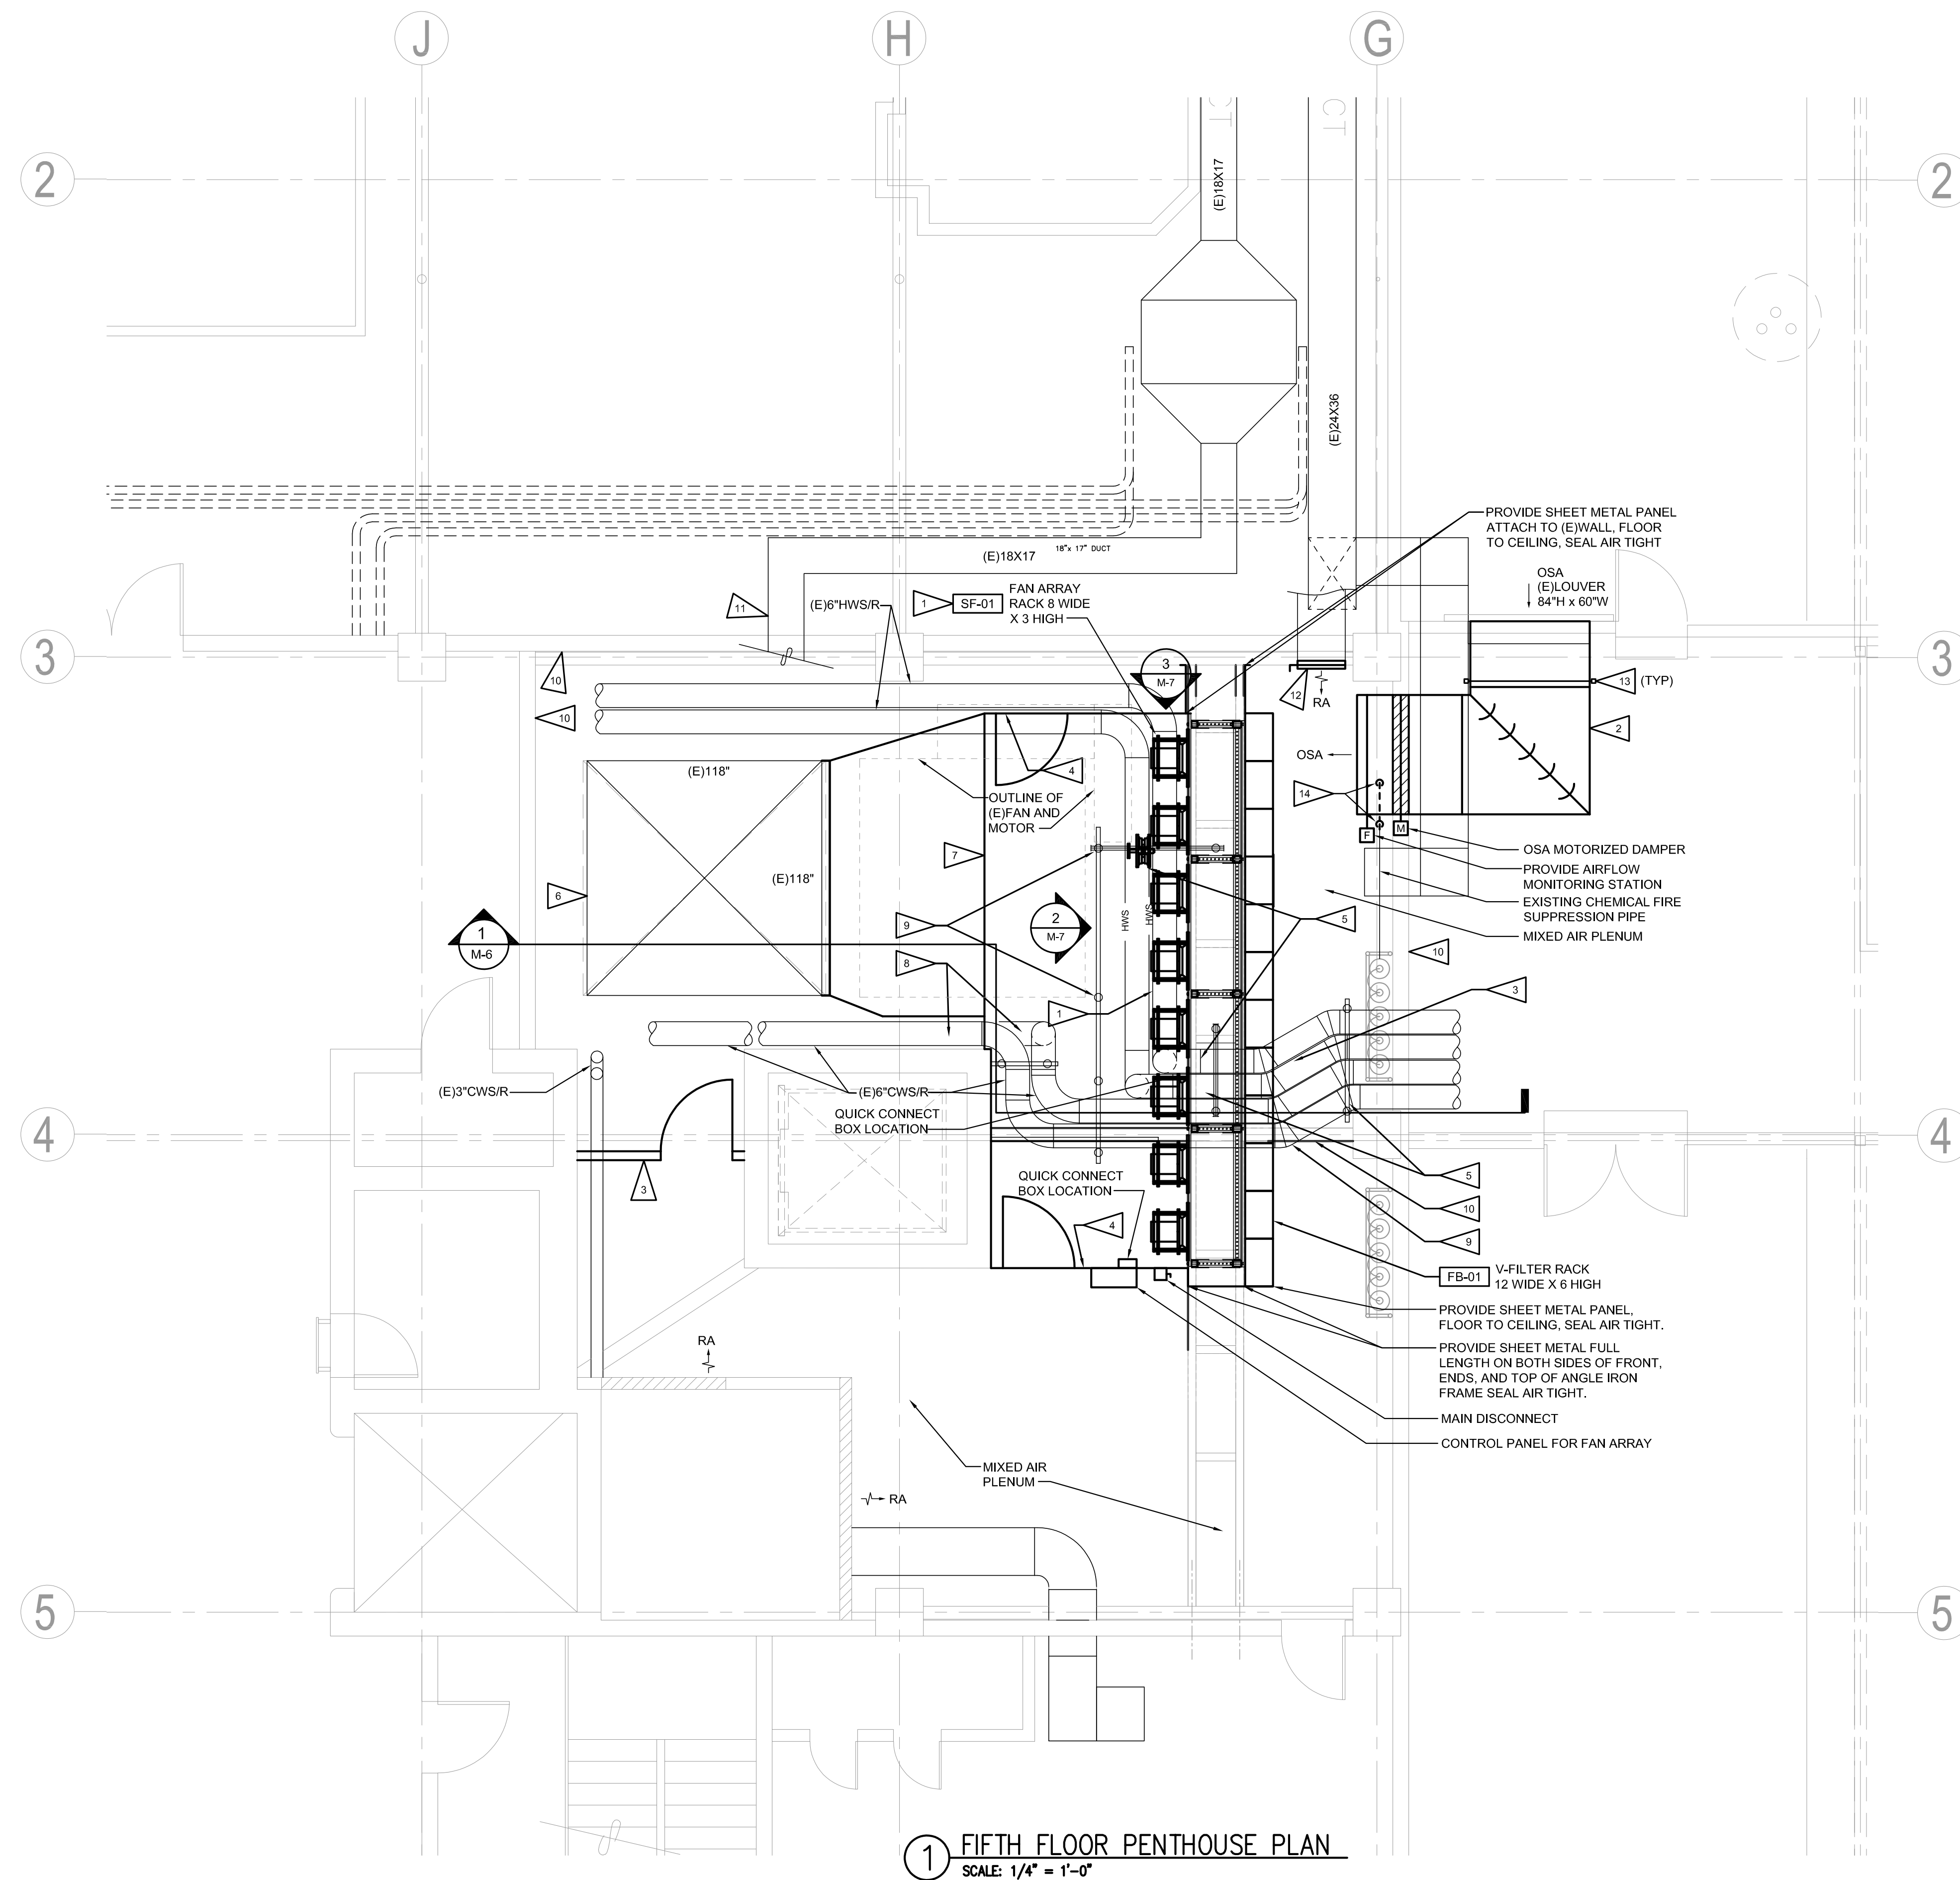 J
H
G
2
2
CT
CT
(E)18X17
(E)24X36
PROVIDE SHEET METAL PANEL
ATTACH TO (E)WALL, FLOOR
TO CEILING, SEAL AIR TIGHT
(E)18X17
18"x 17" DUCT
OSA
(E)LOUVER
84"H x 60"W
11
(E)6"HWS/R
1
SF-01
FAN ARRAY
RACK 8 WIDE
X 3 HIGH
3
3
3
M-7
10
10
12
RA
13
(TYP)
2
(E)118"
4
OSA
14
OUTLINE OF
(E)FAN AND
MOTOR
F
M
7
OSA MOTORIZED DAMPER
PROVIDE AIRFLOW
MONITORING STATION
EXISTING CHEMICAL FIRE
SUPPRESSION PIPE
MIXED AIR PLENUM
(E)118"
6
1
M-6
9
2
M-7
HWS
HWS
5
10
8
1
3
(E)3"CWS/R
(E)6"CWS/R
QUICK CONNECT
BOX LOCATION
4
4
3
QUICK CONNECT
BOX LOCATION
4
5
10
9
FB-01
V-FILTER RACK
12 WIDE X 6 HIGH
PROVIDE SHEET METAL PANEL,
FLOOR TO CEILING, SEAL AIR TIGHT.
RA
PROVIDE SHEET METAL FULL
LENGTH ON BOTH SIDES OF FRONT,
ENDS, AND TOP OF ANGLE IRON
FRAME SEAL AIR TIGHT.
MAIN DISCONNECT
CONTROL PANEL FOR FAN ARRAY
MIXED AIR
PLENUM
RA
5
5
1
FIFTH FLOOR PENTHOUSE PLAN
SCALE: 1/4" = 1'-0"